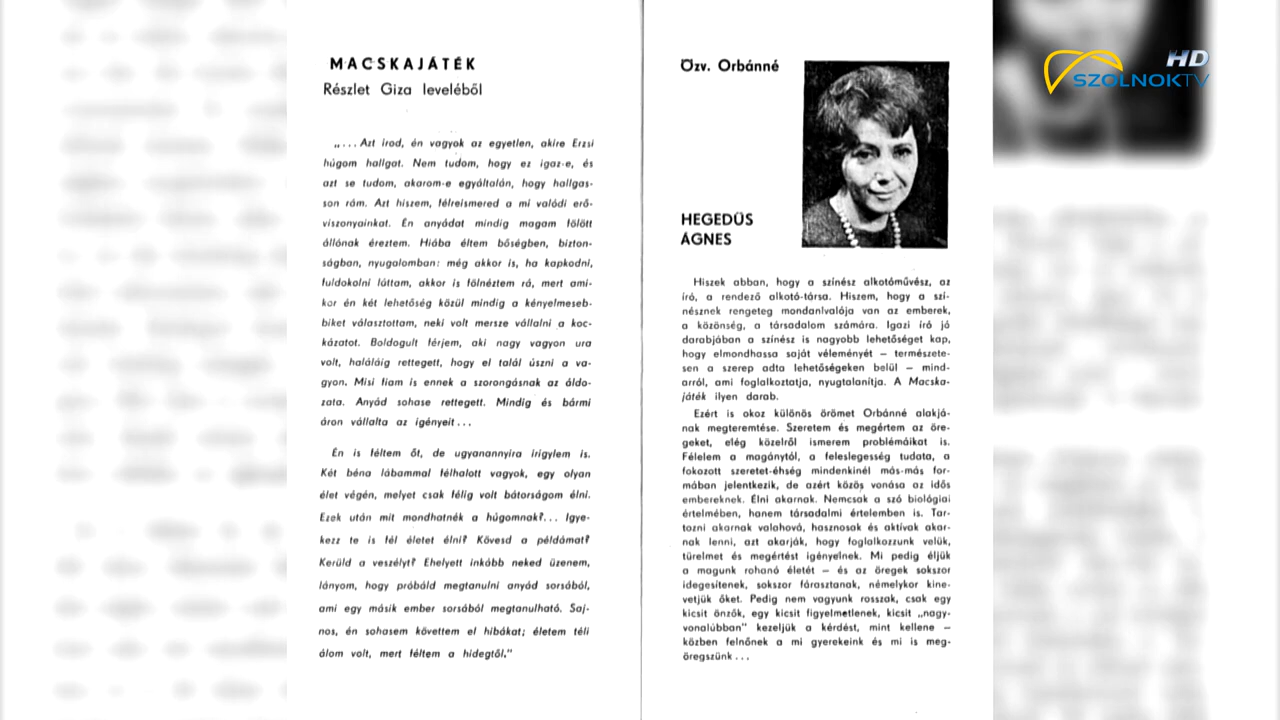 MACSKAJÁTÉK
Részlet Giza leveléből
„... Azt írod, én vagyok az egyetlen, akire Erzsi
húgom hallgat. Nem tudom, hogy ez igaz-e, és
azt se tudom, akarom-e egyáltalán, hogy hallgas-
son rám. Azt hiszem, félreismered a mi valódi erő-
viszonyainkat. Én anyádat mindig magam fölött
állónak éreztem. Hiába éltem bőségben, bizton-
ságban, nyugalomban: még akkor is, ha kapkodni,
fuldokolni láttam, akkor is fölnéztem rá, mert ami-
kor én két lehetőség közül mindig a kényelmeseb-
biket választottam, neki volt mersze vállalni a koc-
kázatot. Boldogult férjem, aki nagy vagyon ura
volt, haláláig rettegett, hogy el talál úszni a va-
gyon. Misi fiam is ennek a szorongásnak az áldo-
zata. Anyád sohase rettegett. Mindig és bármi
áron vállalta az igényeit...
Én is féltem őt, de ugyanannyira irigylem is.
Két béna lábammal félhalott vagyok, egy olyan
élet végén, melyet csak félig volt bátorságom élni.
Ezek után mit mondhatnék a húgomnak?... Igye-
kezz te is fél életet élni? Kövesd a példámat?
Kerüld a veszélyt? Ehelyett inkább neked üzenem,
lányom, hogy próbáld megtanulni anyád sorsából,
ami egy másik ember sorsából megtanulható. Saj-
nos, én sohasem követtem el hibákat; életem téli
álom volt, mert féltem a hidegtől."
Özv. Orbánné
HEGEDÜS
ÁGNES
Hiszek abban, hogy a színész alkotóművész, az
író, a rendező alkotó-társa. Hiszem, hogy a szí-
nésznek rengeteg mondanivalója van az emberek,
a közönség, a társadalom számára. Igazi író jó
darabjában a színész is nagyobb lehetőséget kap,
hogy elmondhassa saját véleményét – természete-
sen a szerep adta lehetőségeken belül – mind-
arról, ami foglalkoztatja, nyugtalanítja. A Macska-
játék ilyen darab.
Ezért is okoz különös örömet Orbánné alakjá-
nak megteremtése. Szeretem és megértem az öre-
geket, elég közelről ismerem problémáikat is.
Félelem a magánytól, a feleslegesség tudata, a
fokozott szeretet-éhség mindenkinél más-más for-
mában jelentkezik, de azért közös vonása az idős
embereknek. Élni akarnak. Nemcsak a szó biológiai
értelmében, hanem társadalmi értelemben is. Tar-
tozni akarnak valahová, hasznosak és aktívak akar-
nak lenni, azt akarják, hogy foglalkozzunk velük,
türelmet és megértést igényelnek. Mi pedig éljük
a magunk rohanó életét – és az öregek sokszor
idegesítenek, sokszor fárasztanak, némelykor kine-
vetjük őket. Pedig nem vagyunk rosszak, csak egy
kicsit önzők, egy kicsit figyelmetlenek, kicsit „nagy-
vonalúbban" kezeljük a kérdést, mint kellene –
közben felnőnek a mi gyerekeink és mi is meg-
öregszünk...
HD
SZOLNOKTV